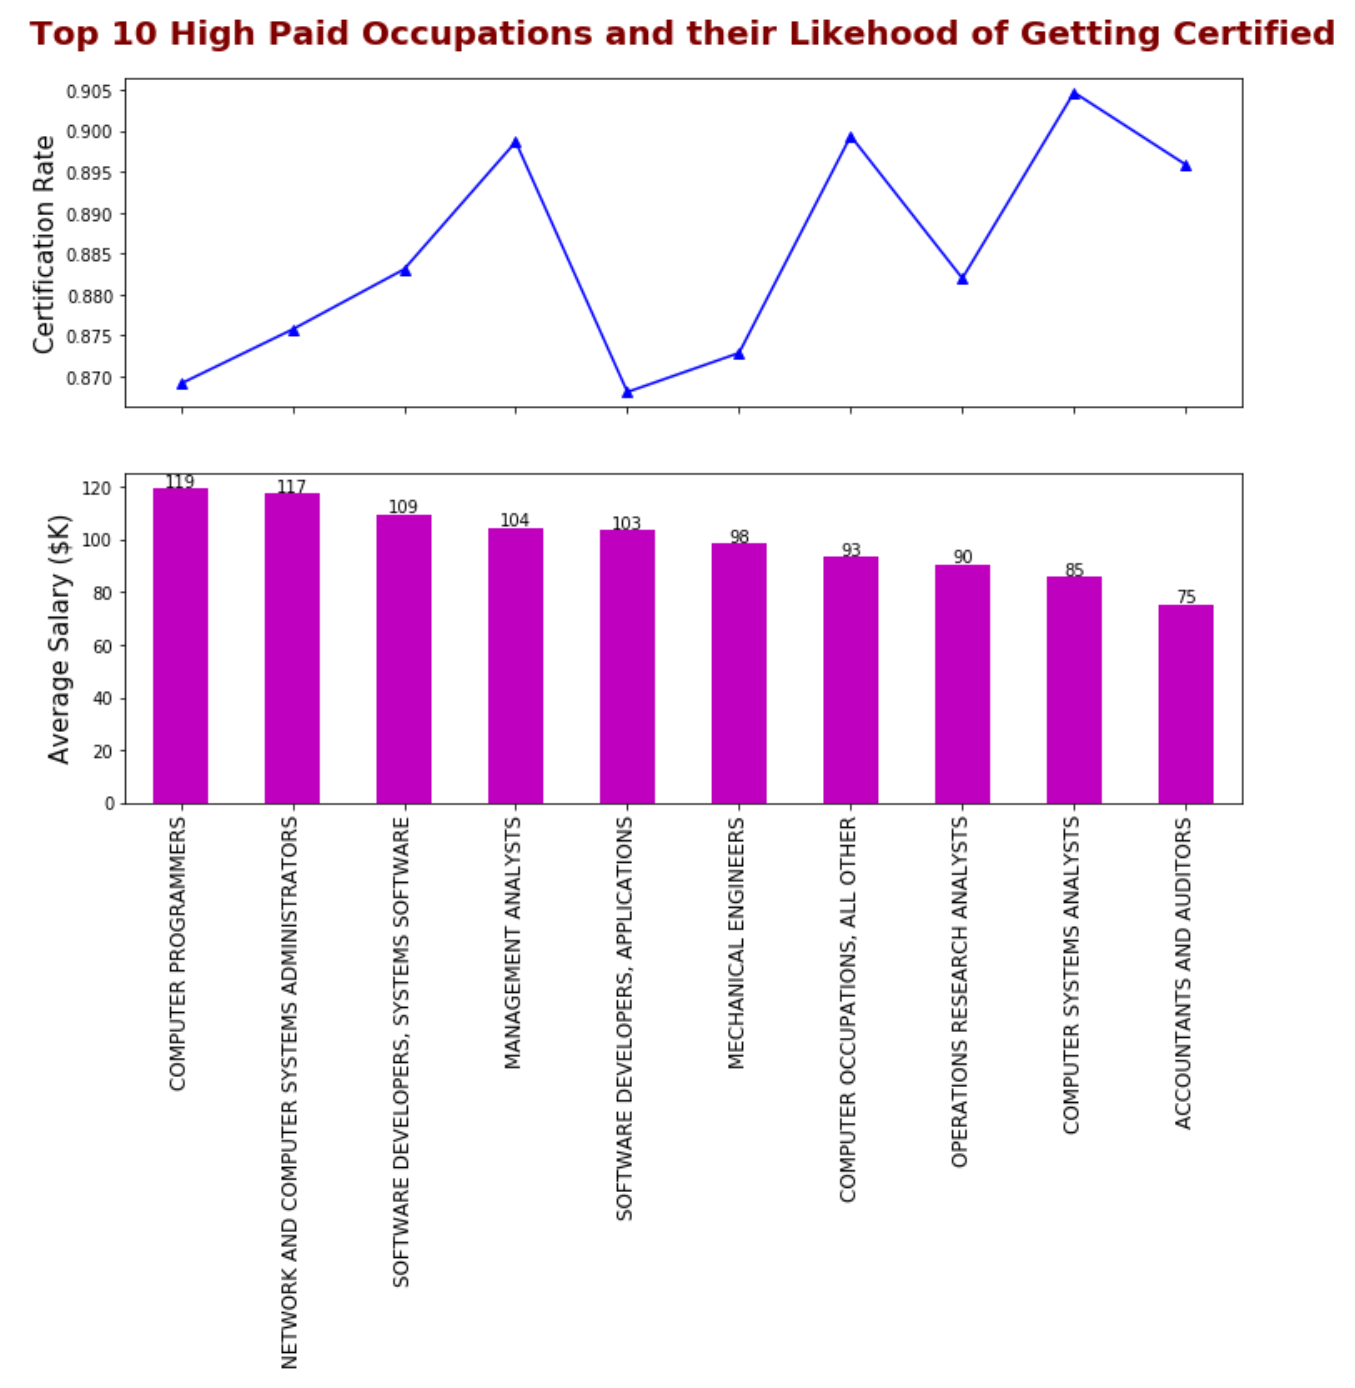 Top 10 High Paid Occupations and their Likehood of Getting Certified
Certification Rate
0.905
0.900
0.895
0.890
0.885
0.880
0.875
0.870
Average Salary ($K)
120
100
80
60
40
20
0
119
117
109
104
103
98
93
90
85
75
COMPUTER PROGRAMMERS
NETWORK AND COMPUTER SYSTEMS ADMINISTRATORS
SOFTWARE DEVELOPERS, SYSTEMS SOFTWARE
MANAGEMENT ANALYSTS
SOFTWARE DEVELOPERS, APPLICATIONS
MECHANICAL ENGINEERS
COMPUTER OCCUPATIONS, ALL OTHER
OPERATIONS RESEARCH ANALYSTS
COMPUTER SYSTEMS ANALYSTS
ACCOUNTANTS AND AUDITORS